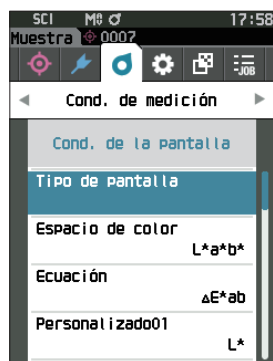 SCI M 17:58
Muestra 0007
-JOB
Cond. de medición
Cond. de la pantalla
Tipo de pantalla
Espacio de color
L*a*b*
Ecuación
ΔE*ab
Personalizado01
L*